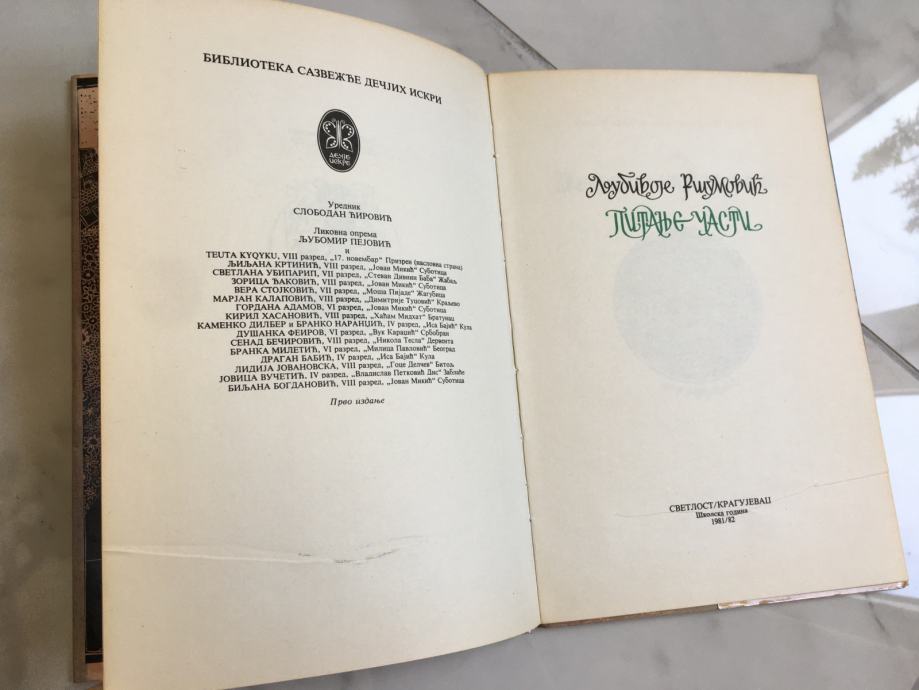 БИБЛИОТЕКА САЗВЕЖЂЕ ДЕЧЈИХ ИСКРИ
ДЕЧЈЕ
ИСКРЕ
Уредник
СЛОБОДАН ЋИРОВИЋ
Ликовна опрема
ЉУБОМИР ПЕЈОВИЋ
и
TEUTA KYQYKU, VIII разред, „17. новембар“ Призрен (насловна страна)
ЉИЉАНА КРТИНИЋ, VIII разред, „Јован Микић“ Суботица
СВЕТЛАНА УБИПАРИП, VII разред, „Стеван Дивнин Баба“ Жабаљ
ЗОРИЦА ЂАКОВИЋ, VIII разред, „Јован Микић“ Суботица
ВЕРА СТОЈКОВИЋ, VII разред, „Моша Пијаде“ Жагубица
МАРЈАН КАЛАПОВИЋ, VIII разред, „Димитрије Туцовић“ Краљево
ГОРДАНА АДАМОВ, VI разред, „Јован Микић“ Суботица
КИРИЛ ХАСАНОВИЋ, VIII разред, „Хаћам Мидхат“ Братунац
КАМЕНКО ДИЛБЕР и БРАНКО НАРАНЏИЋ, IV разред, „Иса Бајић“ Кула
ДУШАНКА ФЕИРОВ, VI разред, „Вук Караџић“ Србобран
СЕНАД БЕЧИРОВИЋ, VIII разред, „Никола Тесла“ Дервента
БРАНКА МИЛЕТИЋ, VI разред, „Милица Павловић“ Београд
ДРАГАН БАБИЋ, IV разред, „Иса Бајић“ Кула
ЛИДИЈА ЈОВАНОВСКА, VIII разред, „Гоце Делчев“ Битољ
ЈОВИЦА ВУЧЕТИЋ, IV разред, „Владислав Петковић Дис“ Заблаће
БИЉАНА БОГДАНОВИЋ, VIII разред, „Јован Микић“ Суботица
Прво издање
Љубивоје Ршумовић
ПИТАЊЕ ЧАСТИ
СВЕТЛОСТ/КРАГУЈЕВАЦ
Школска година
1981/82